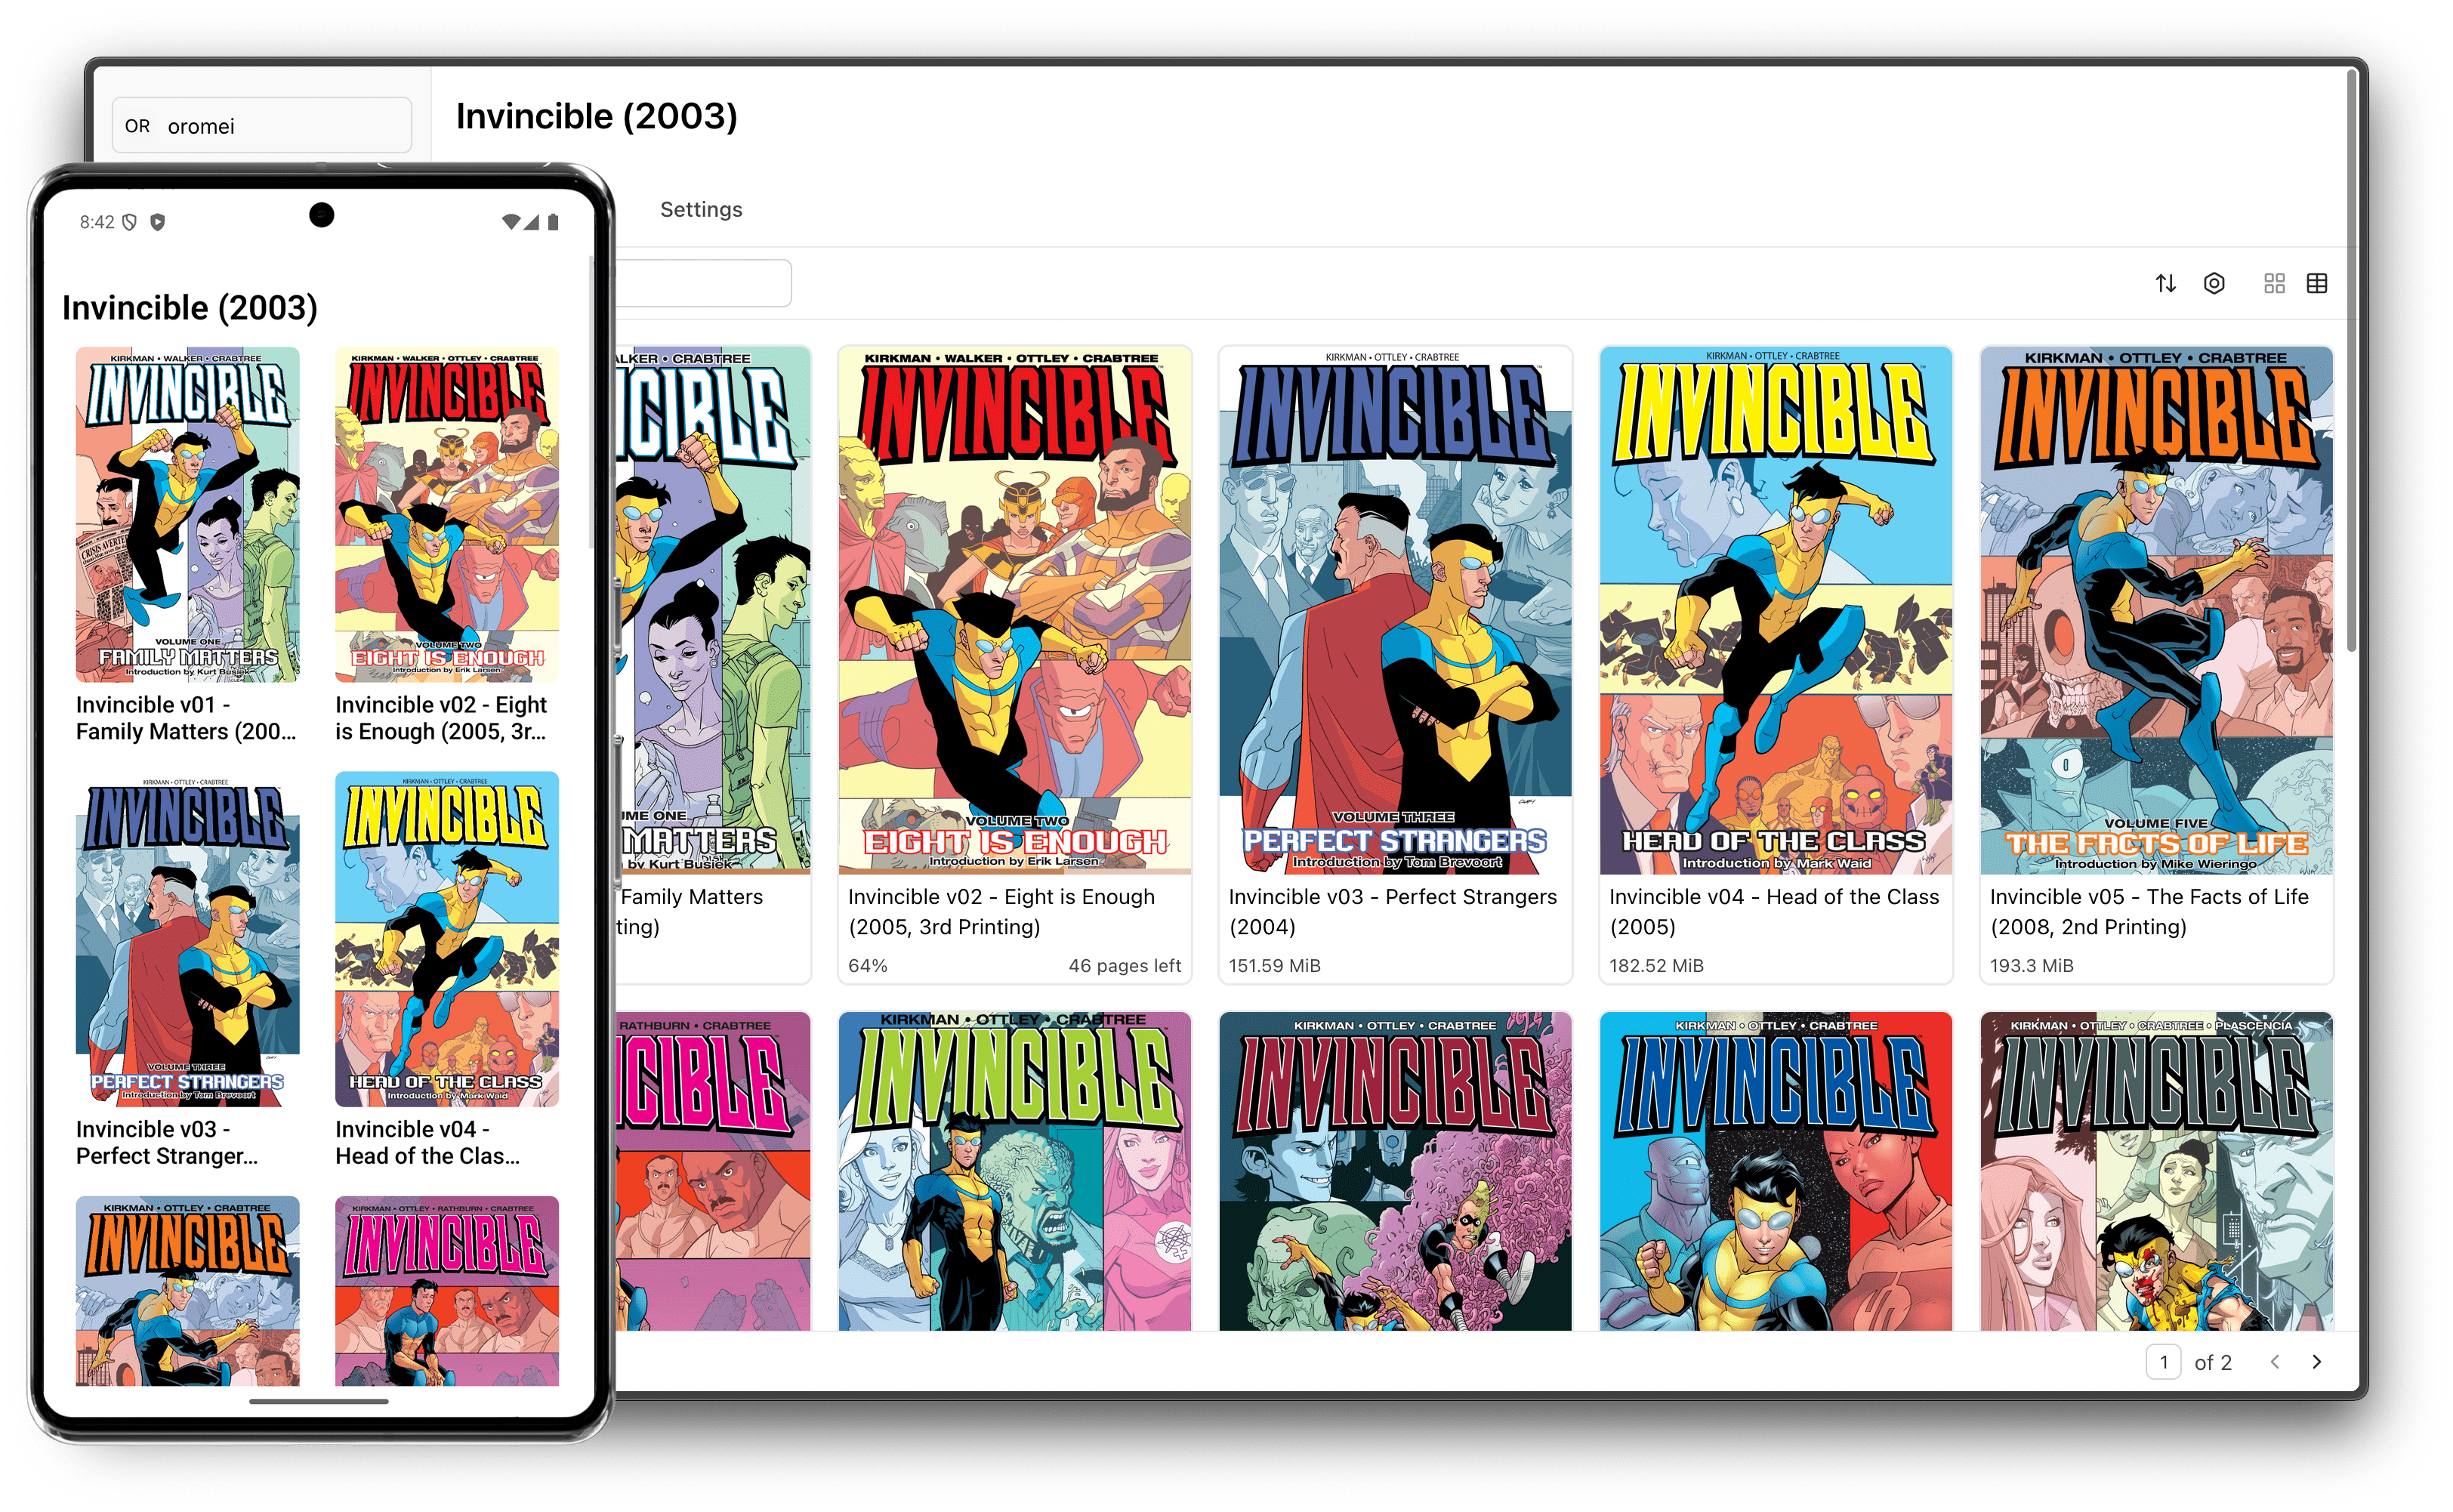 OR oromei
Invincible (2003)
Settings
8:42
Invincible (2003)
KIRKMAN • WALKER • CRABTREE
INVINCIBLE
CRISIS AVERTED
VOLUME ONE
FAMILY MATTERS
Introduction by Kurt Busiek
Invincible v01 -
Family Matters (200...
KIRKMAN • WALKER • OTTLEY • CRABTREE
INVINCIBLE
VOLUME TWO
EIGHT IS ENOUGH
Introduction by Erik Larsen
Invincible v02 - Eight
is Enough (2005, 3r...
KIRKMAN • OTTLEY • CRABTREE
INVINCIBLE
VOLUME THREE
PERFECT STRANGERS
Introduction by Tom Brevoort
Invincible v03 -
Perfect Stranger...
KIRKMAN • OTTLEY • CRABTREE
INVINCIBLE
HEAD OF THE CLASS
Introduction by Mark Waid
Invincible v04 -
Head of the Clas...
KIRKMAN • OTTLEY • CRABTREE
INVINCIBLE
KIRKMAN • OTTLEY • RATHBURN • CRABTREE
INVINCIBLE
ALKER • CRABTREE
CIBLE
UME ONE
MATTERS
by Kurt Busiek
Family Matters
ting)
KIRKMAN • WALKER • OTTLEY • CRABTREE
INVINCIBLE
VOLUME TWO
EIGHT IS ENOUGH
Introduction by Erik Larsen
Invincible v02 - Eight is Enough
(2005, 3rd Printing)
64% 46 pages left
KIRKMAN • OTTLEY • CRABTREE
INVINCIBLE
VOLUME THREE
PERFECT STRANGERS
Introduction by Tom Brevoort
Invincible v03 - Perfect Strangers
(2004)
151.59 MiB
KIRKMAN • OTTLEY • CRABTREE
INVINCIBLE
HEAD OF THE CLASS
Introduction by Mark Waid
Invincible v04 - Head of the Class
(2005)
182.52 MiB
KIRKMAN • OTTLEY • CRABTREE
INVINCIBLE
VOLUME FIVE
THE FACTS OF LIFE
Introduction by Mike Wieringo
Invincible v05 - The Facts of Life
(2008, 2nd Printing)
193.3 MiB
RATHBURN • CRABTREE
CIBLE
KIRKMAN • OTTLEY • CRABTREE
INVINCIBLE
KIRKMAN • OTTLEY • CRABTREE
INVINCIBLE
KIRKMAN • OTTLEY • CRABTREE
INVINCIBLE
KIRKMAN • OTTLEY • CRABTREE • PLASCENCIA
INVINCIBLE
1 of 2